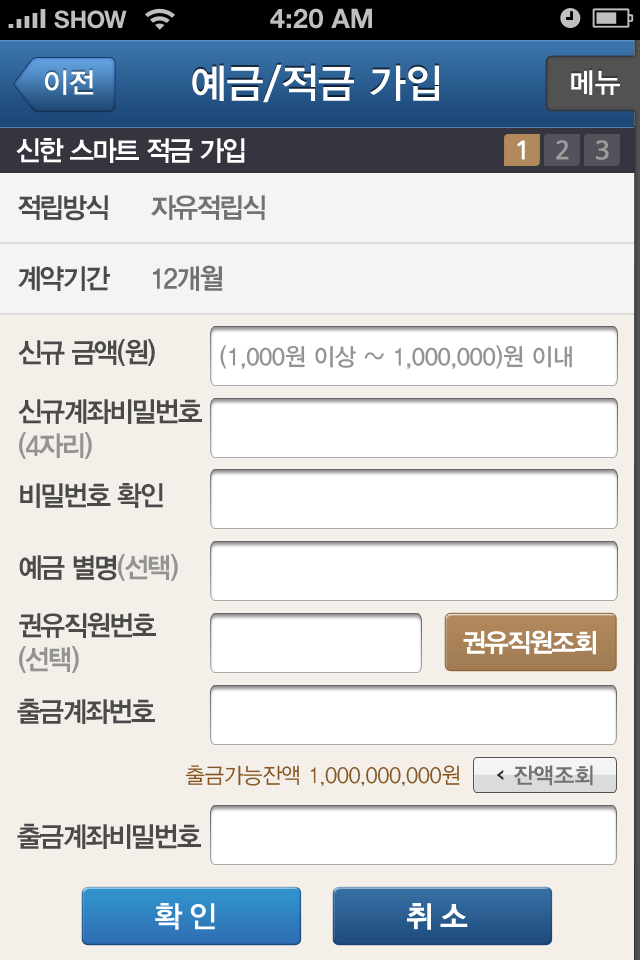 SHOW 4:20 AM
이전 예금/적금 가입 메뉴
신한 스마트 적금 가입 1 2 3
적립방식 자유적립식
계약기간 12개월
신규 금액(원) (1,000원 이상 ~ 1,000,000)원 이내
신규계좌비밀번호
(4자리)
비밀번호 확인
예금 별명(선택)
권유직원번호
(선택)
권유직원조회
출금계좌번호
출금가능잔액 1,000,000,000원 < 잔액조회
출금계좌비밀번호
확인 취소